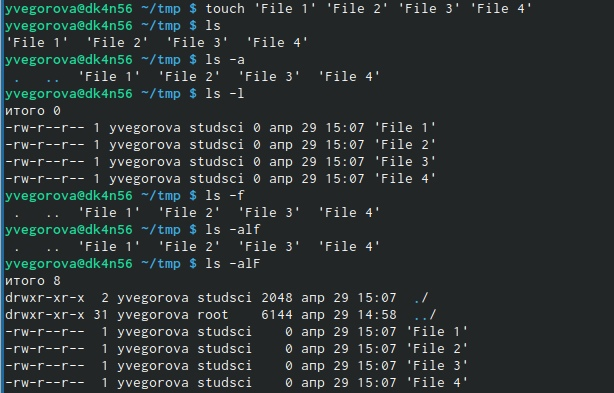 yvegorova@dk4n56 ~/tmp $ touch 'File 1' 'File 2' 'File 3' 'File 4'
yvegorova@dk4n56 ~/tmp $ ls
'File 1'  'File 2'  'File 3'  'File 4'
yvegorova@dk4n56 ~/tmp $ ls -a
 .   ..  'File 1'  'File 2'  'File 3'  'File 4'
yvegorova@dk4n56 ~/tmp $ ls -l
итого 0
-rw-r--r-- 1 yvegorova studsci 0 апр 29 15:07 'File 1'
-rw-r--r-- 1 yvegorova studsci 0 апр 29 15:07 'File 2'
-rw-r--r-- 1 yvegorova studsci 0 апр 29 15:07 'File 3'
-rw-r--r-- 1 yvegorova studsci 0 апр 29 15:07 'File 4'
yvegorova@dk4n56 ~/tmp $ ls -f
 .   ..  'File 1'  'File 2'  'File 3'  'File 4'
yvegorova@dk4n56 ~/tmp $ ls -alf
 .   ..  'File 1'  'File 2'  'File 3'  'File 4'
yvegorova@dk4n56 ~/tmp $ ls -alF
итого 8
drwxr-xr-x  2 yvegorova studsci 2048 апр 29 15:07  ./
drwxr-xr-x 31 yvegorova root    6144 апр 29 14:58  ../
-rw-r--r--  1 yvegorova studsci    0 апр 29 15:07 'File 1'
-rw-r--r--  1 yvegorova studsci    0 апр 29 15:07 'File 2'
-rw-r--r--  1 yvegorova studsci    0 апр 29 15:07 'File 3'
-rw-r--r--  1 yvegorova studsci    0 апр 29 15:07 'File 4'